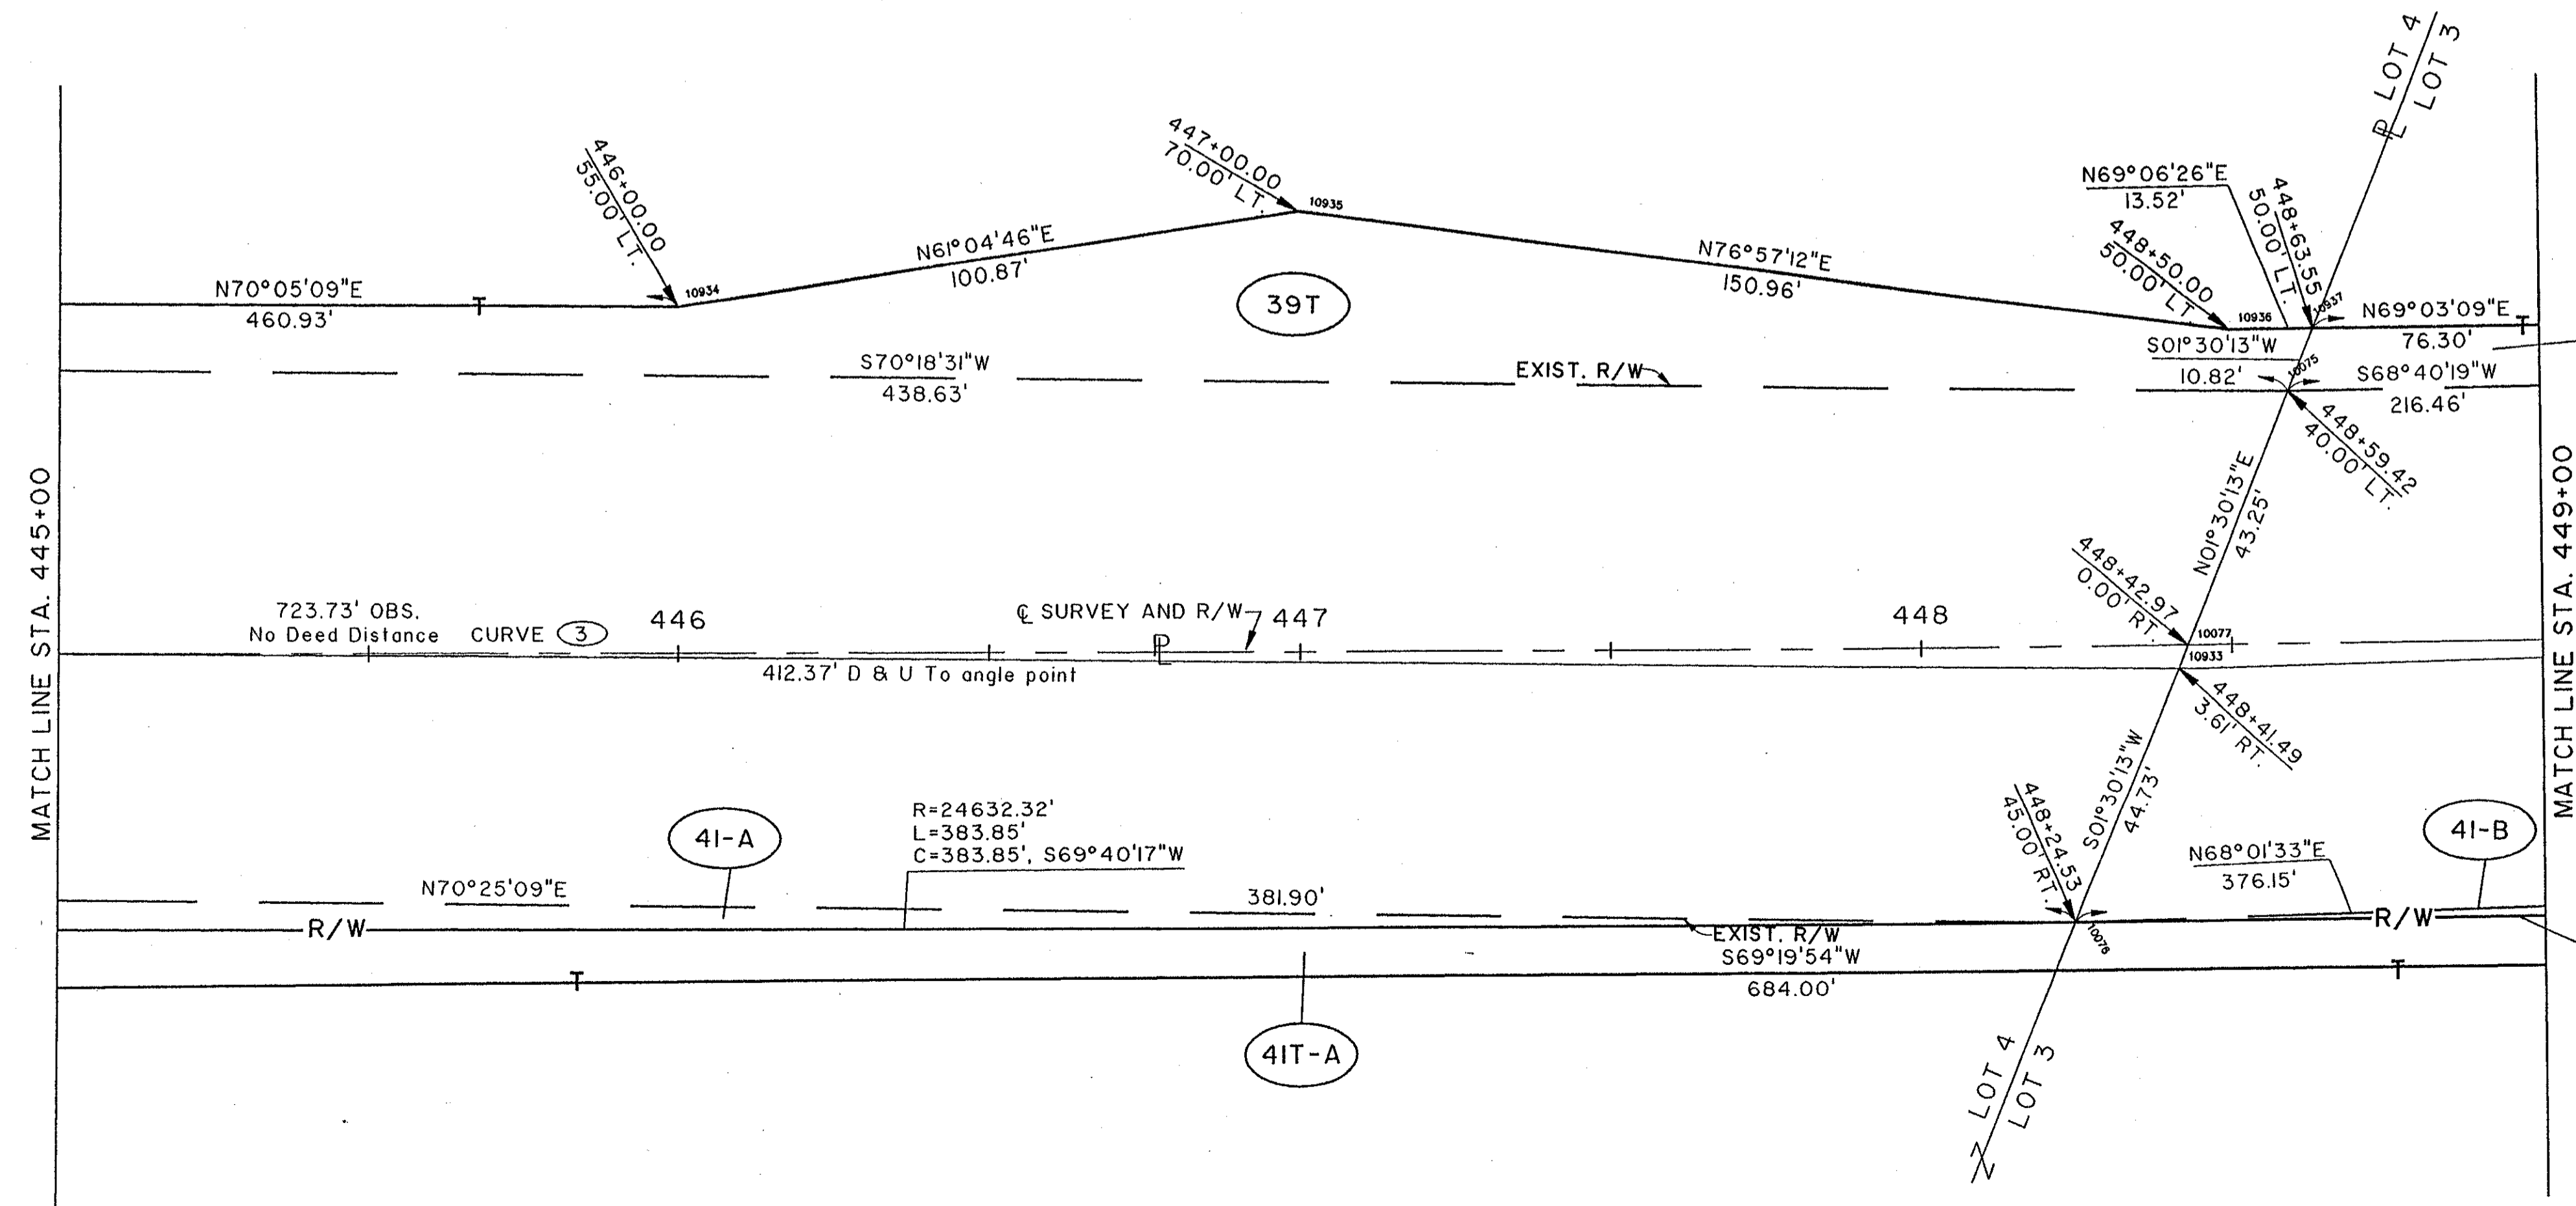 LOT 4
LOT 3
PL
446+00.00
55.00' LT.
447+00.00
70.00' LT.
10935
N69°06'26"E
13.52'
448+63.55
50.00' LT.
448+50.00
50.00' LT.
10937
10936
N61°04'46"E
100.87'
N76°57'12"E
150.96'
10934
N70°05'09"E
460.93'
T
39T
N69°03'09"E
76.30'
T
S01°30'13"W
10.82'
10075
S70°18'31"W
438.63'
EXIST. R/W
S68°40'19"W
216.46'
448+59.42
40.00' LT.
MATCH LINE STA. 445+00
MATCH LINE STA. 449+00
N01°30'13"E
43.25'
448+42.97
0.00' RT.
723.73' OBS.
No Deed Distance
CURVE 3
446
℄ SURVEY AND R/W
447
448
PL
10077
10933
412.37' D & U To angle point
448+41.49
3.61' RT.
S01°30'13"W
44.73'
448+24.53
45.00' RT.
41-A
R=24632.32'
L=383.85'
C=383.85', S69°40'17"W
N68°01'33"E
376.15'
41-B
N70°25'09"E
381.90'
R/W
R/W
EXIST. R/W
10076
S69°19'54"W
684.00'
T
T
41T-A
LOT 4
LOT 3